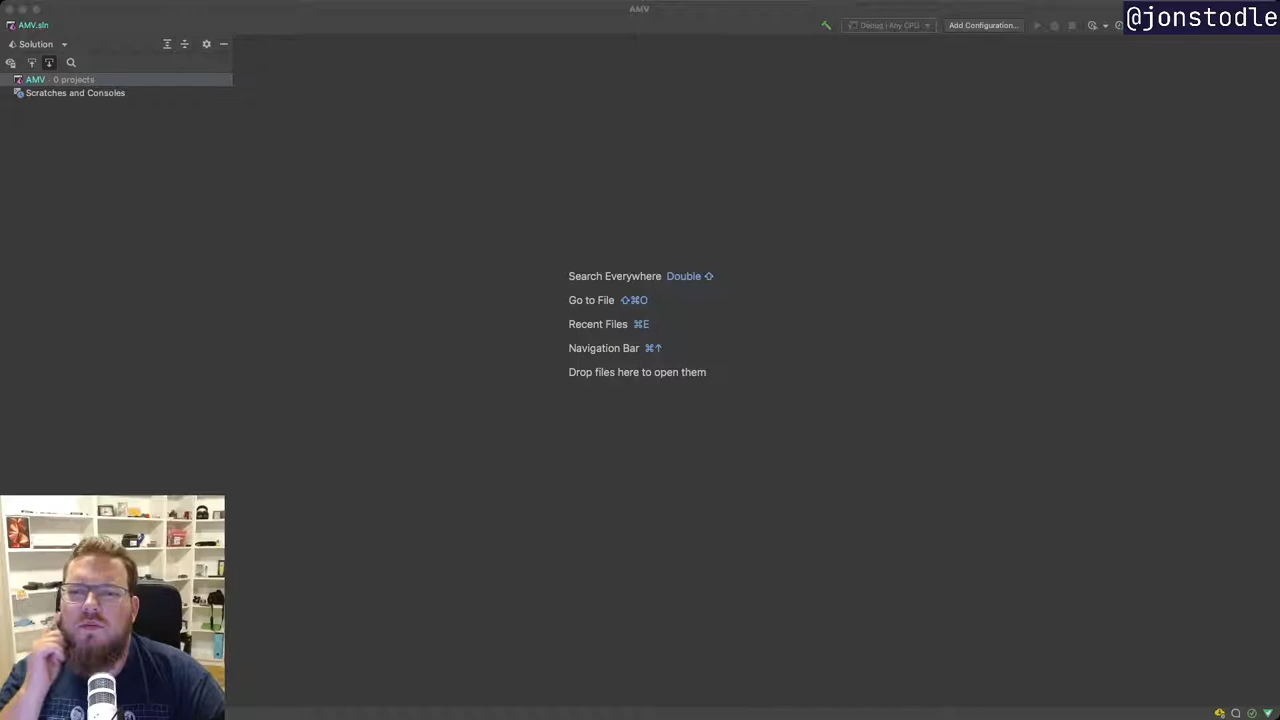 AMV
@jonstodle
AMV.sln
Debug | Any CPU
Add Configuration...
Solution
AMV · 0 projects
Scratches and Consoles
Search Everywhere Double ⇧
Go to File ⇧⌘O
Recent Files ⌘E
Navigation Bar ⌘↑
Drop files here to open them